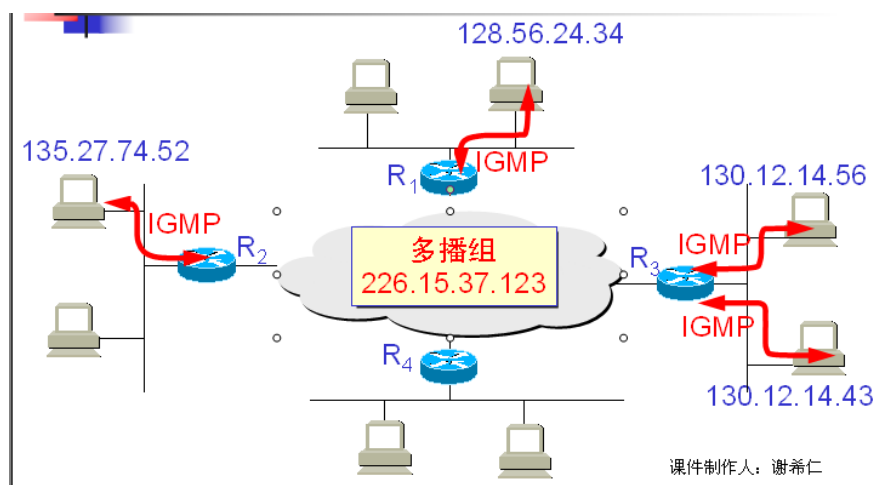 128.56.24.34
135.27.74.52
IGMP
R1
130.12.14.56
IGMP
R2
多播组
226.15.37.123
R3
IGMP
IGMP
R4
130.12.14.43
课件制作人：谢希仁